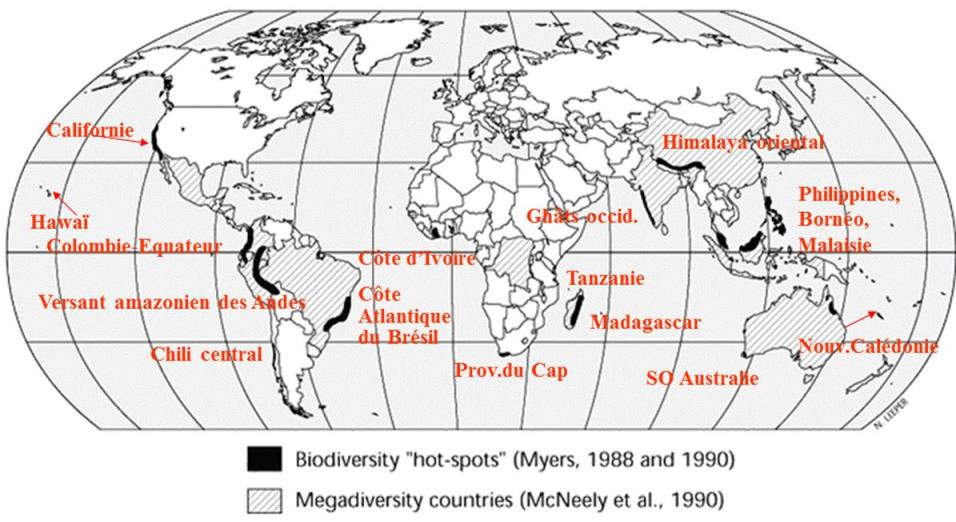 Californie
Himalaya oriental
Hawaï
Colombie-Equateur
Ghâts occid.
Philippines,
Bornéo,
Malaisie
Côte d'Ivoire
Tanzanie
Versant amazonien des Andes
Côte
Atlantique
du Brésil
Madagascar
Chili central
Nouv.Calédonie
Prov.du Cap
SO Australie
N. LEEPER
Biodiversity "hot-spots" (Myers, 1988 and 1990)
Megadiversity countries (McNeely et al., 1990)